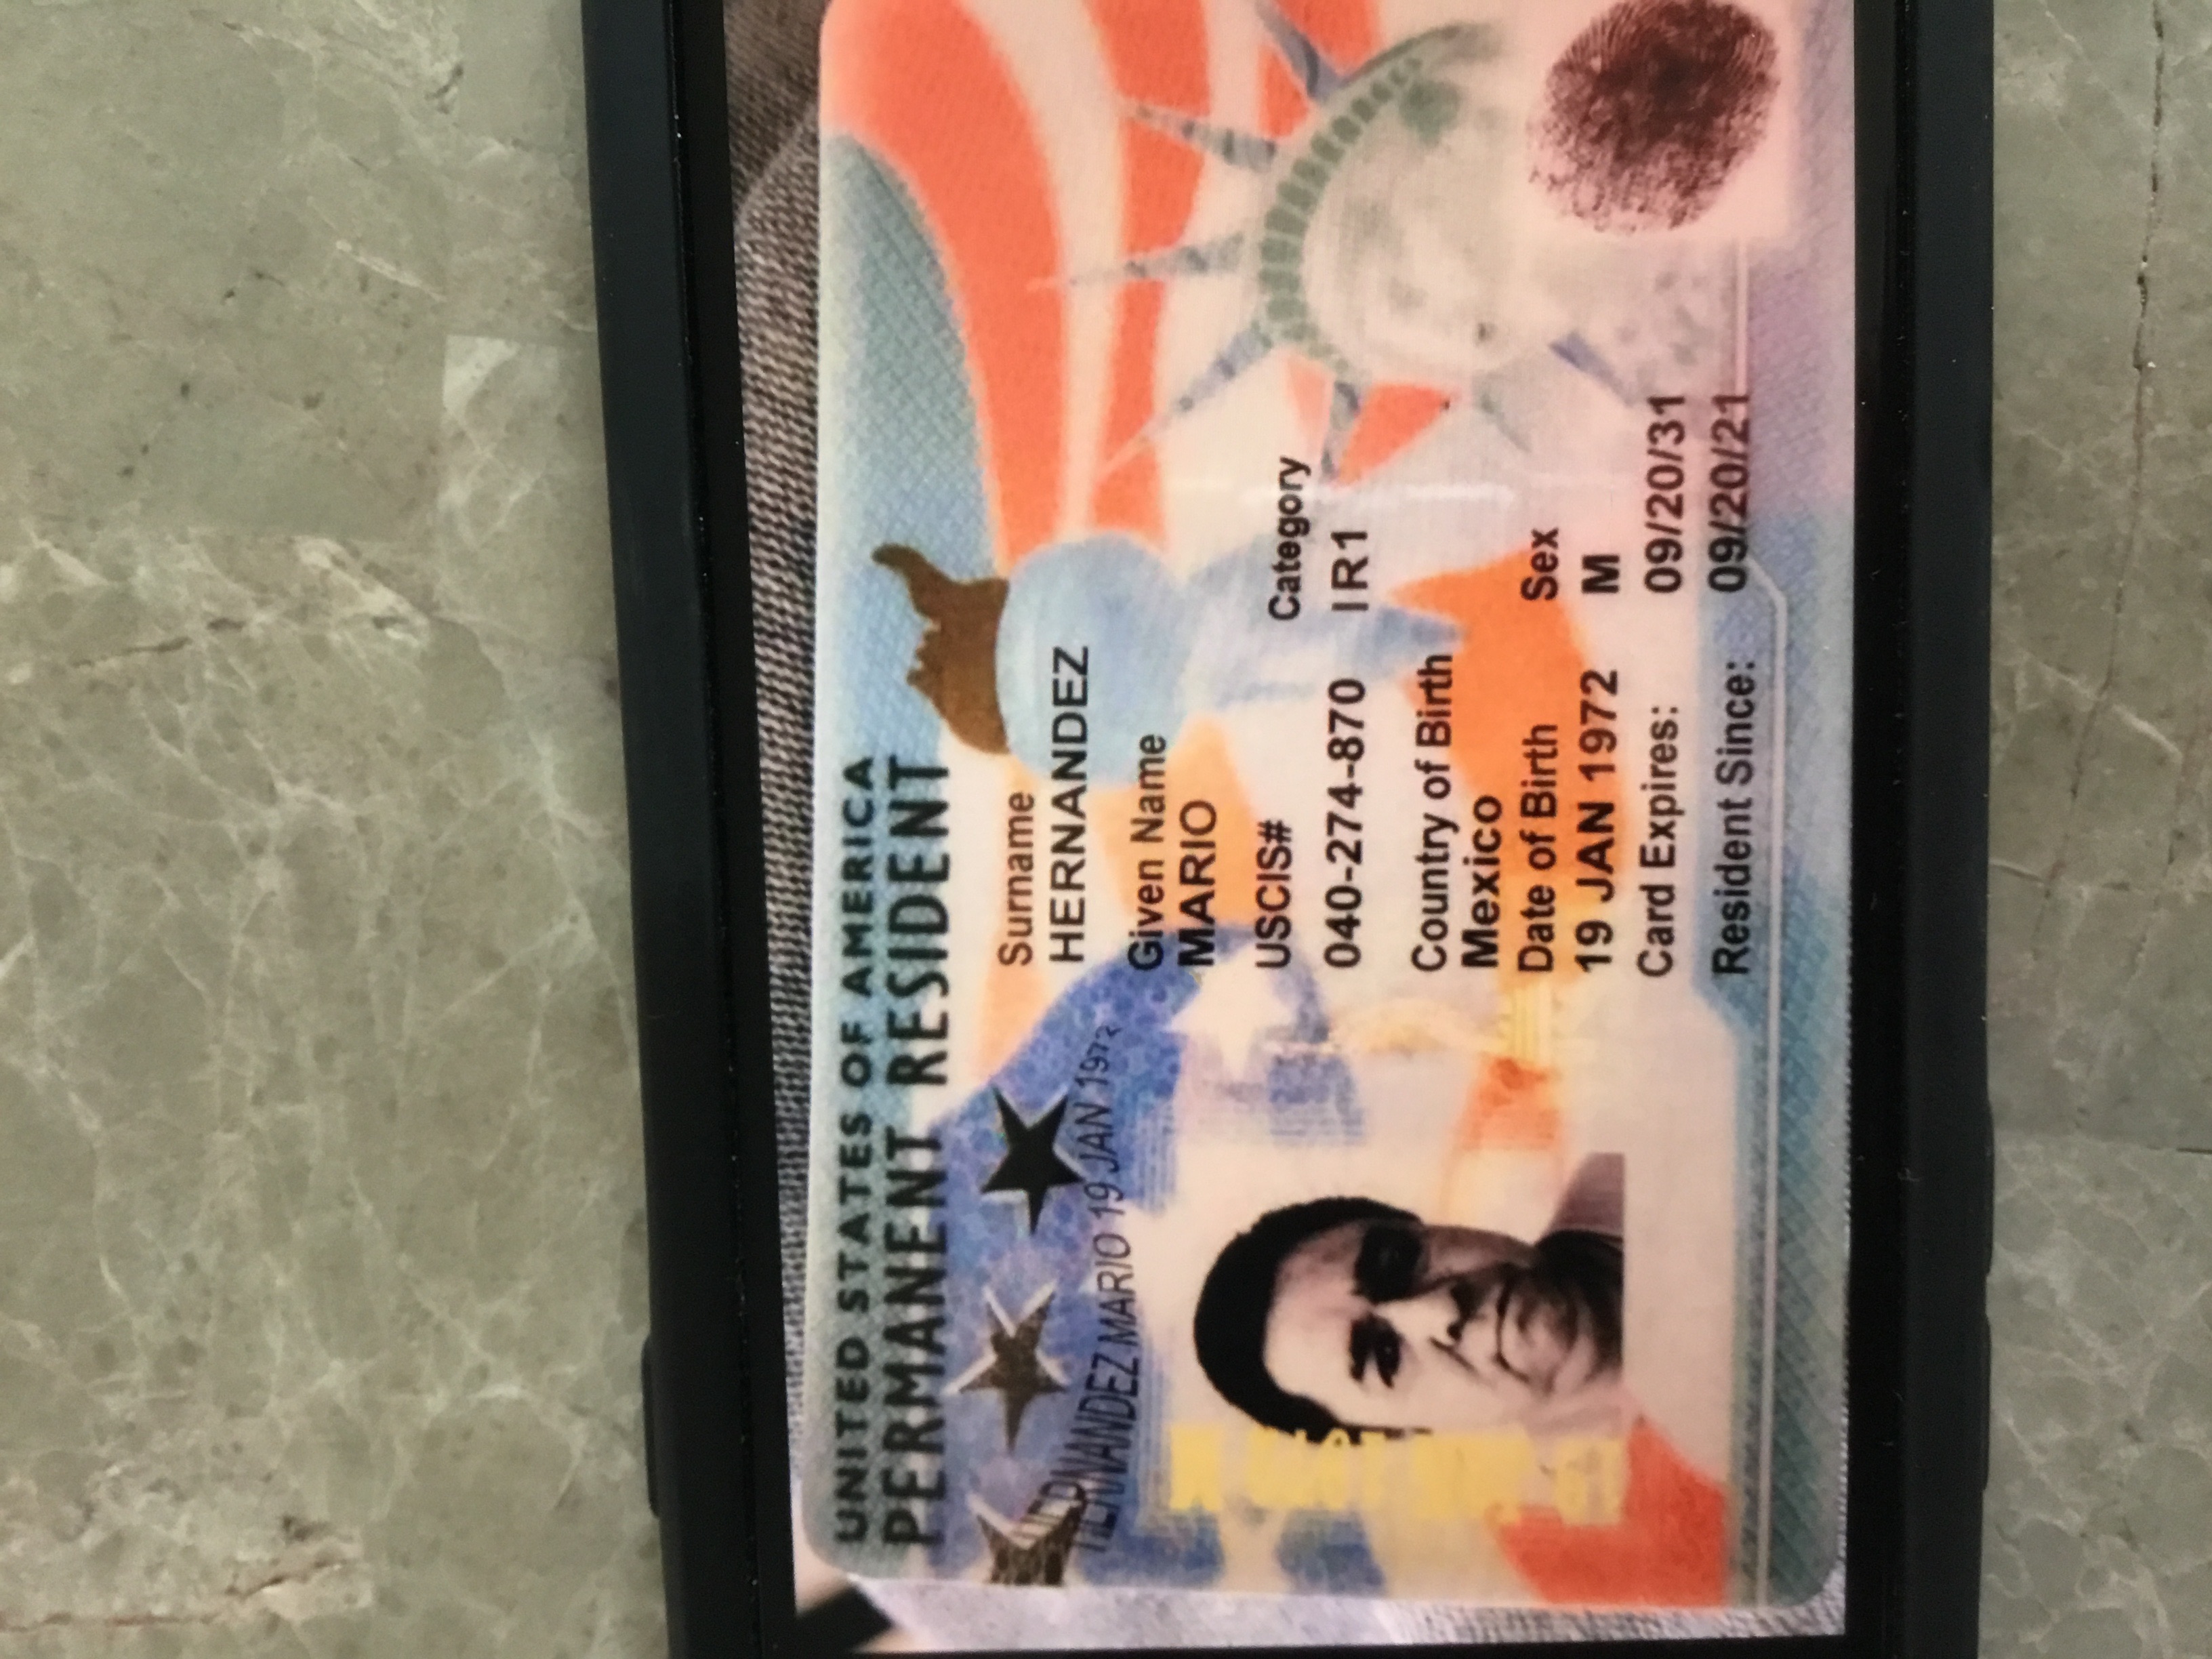 UNITED STATES OF AMERICA
PERMANENT RESIDENT
HERNANDEZ MARIO 19 JAN 1972
Surname
HERNANDEZ
Given Name
MARIO
USCIS# Category
040-274-870 IR1
Country of Birth
Mexico
Date of Birth Sex
19 JAN 1972 M
Card Expires: 09/20/31
Resident Since: 09/20/21